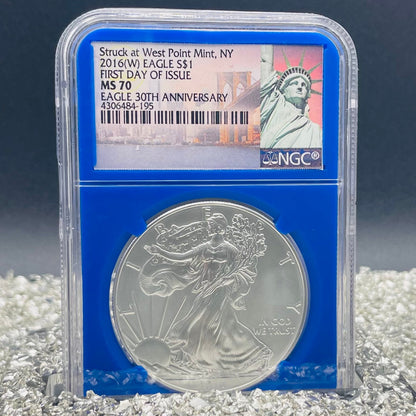 Struck at West Point Mint, NY
2016(W) EAGLE S$1
FIRST DAY OF ISSUE
MS 70
EAGLE 30TH ANNIVERSARY
4306484-195
NGC®
LIBERTY
IN GOD
WE TRUST